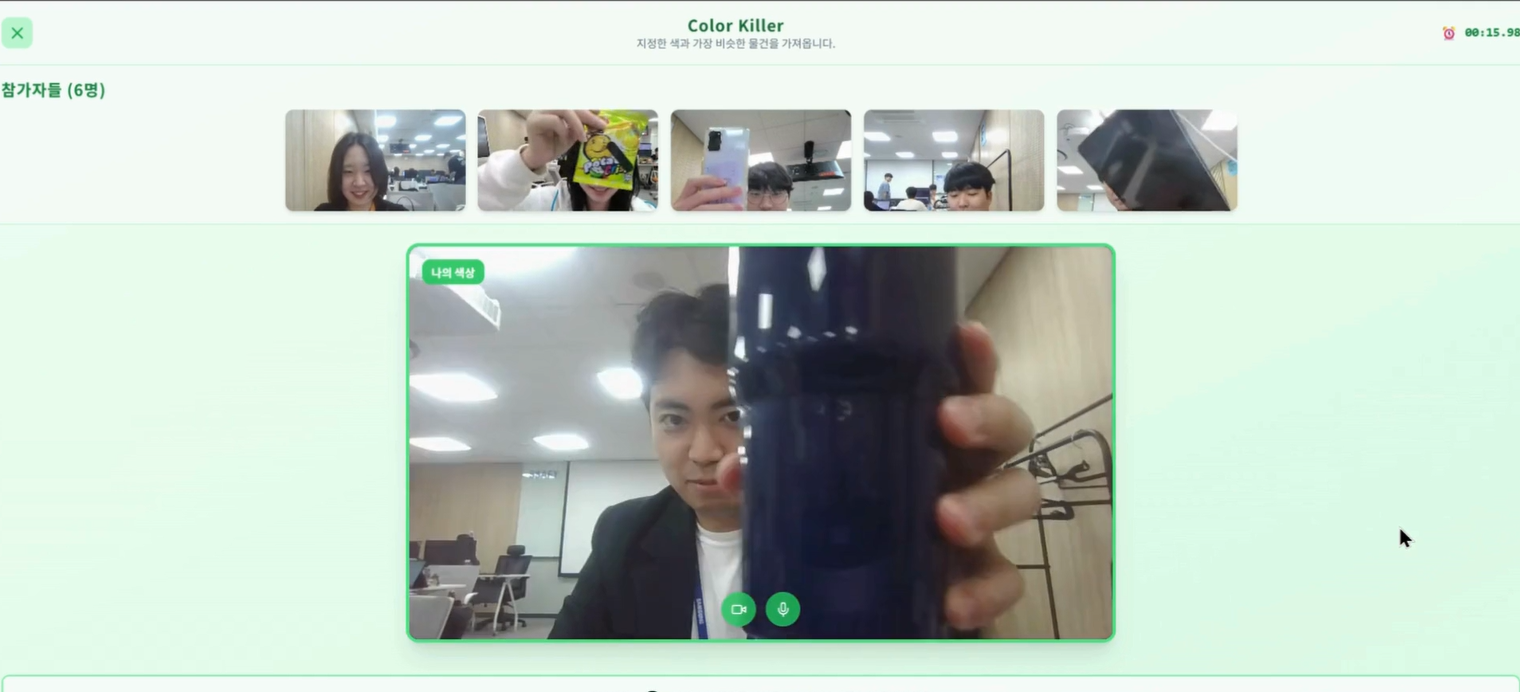 Color Killer
지정한 색과 가장 비슷한 물건을 가져옵니다.
00:15.98
참가자들 (6명)
나의 색상